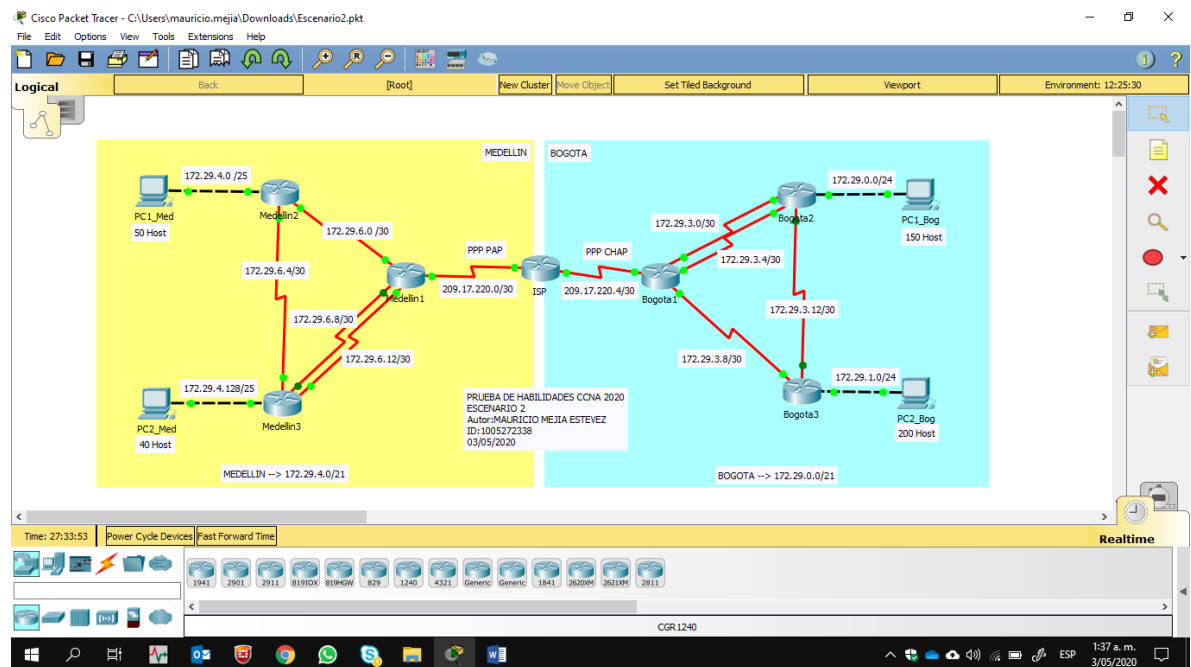 Cisco Packet Tracer - C:\Users\mauricio.mejia\Downloads\Escenario2.pkt
File Edit Options View Tools Extensions Help
Logical Back [Root] New Cluster Move Object Set Tiled Background Viewport Environment: 12:25:30
MEDELLIN BOGOTA
172.29.4.0 /25
172.29.0.0/24
PC1_Med
50 Host
Medellin2
Bogota2
PC1_Bog
150 Host
172.29.6.0 /30
172.29.3.0/30
PPP PAP
PPP CHAP
172.29.3.4/30
172.29.6.4/30
209.17.220.0/30
ISP
209.17.220.4/30
Medellin1
Bogota1
172.29.6.8/30
172.29.3.12/30
172.29.6.12/30
172.29.3.8/30
172.29.4.128/25
172.29.1.0/24
PC2_Med
40 Host
Medellin3
PRUEBA DE HABILIDADES CCNA 2020
ESCENARIO 2
Autor:MAURICIO MEJIA ESTEVEZ
ID:1005272338
03/05/2020
Bogota3
PC2_Bog
200 Host
MEDELLIN --> 172.29.4.0/21
BOGOTA --> 172.29.0.0/21
Time: 27:33:53 Power Cycle Devices Fast Forward Time Realtime
1941 2901 2911 819IOX 819HGW 829 1240 4321 Generic Generic 1841 2620XM 2621XM 2811
CGR1240
ESP
1:37 a. m.
3/05/2020